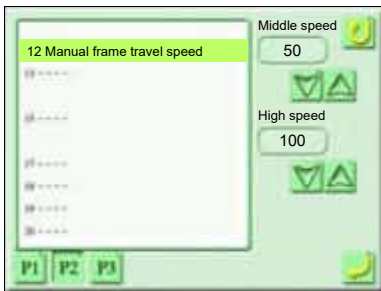 Middle speed
12 Manual frame travel speed
50
High speed
100
P1 P2 P3